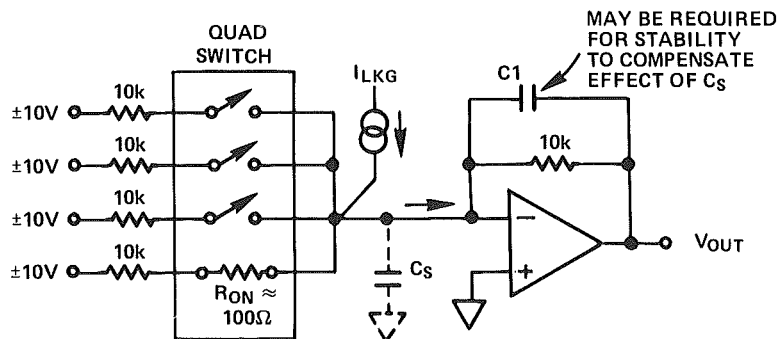 MAY BE REQUIRED
FOR STABILITY
TO COMPENSATE
EFFECT OF CS
QUAD
SWITCH
ILKG
C1
10k
±10V
10k
10k
±10V
10k
±10V
10k
±10V
RON ≈
100Ω
CS
−
+
VOUT